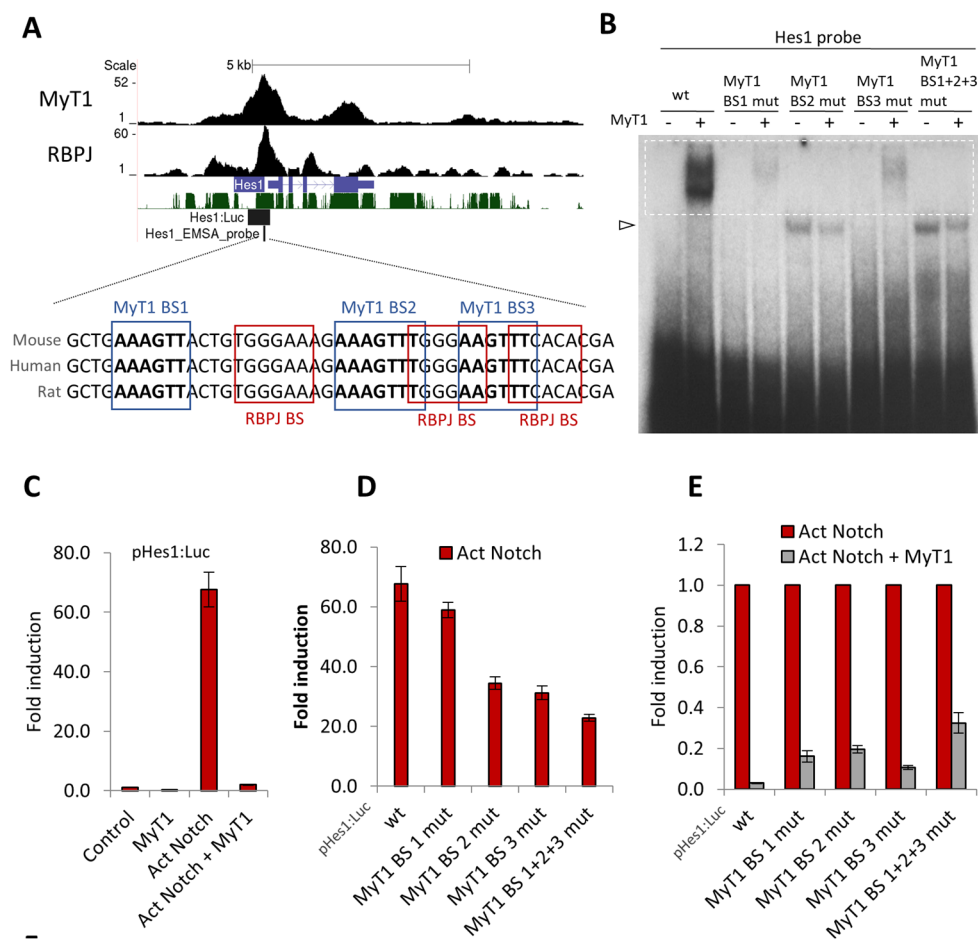 A
Scale
5 kb
52
MyT1
1
60
RBPJ
1
Hes1
Hes1:Luc
Hes1_EMSA_probe
MyT1 BS1 MyT1 BS2 MyT1 BS3
Mouse GCTGAAAGTTACTGTGGGAAAGAAAGTTTGGGAAGTTTCACACGA
Human GCTGAAAGTTACTGTGGGAAAGAAAGTTTGGGAAGTTTCACACGA
Rat GCTGAAAGTTACTGTGGGAAAGAAAGTTTGGGAAGTTTCACACGA
RBPJ BS RBPJ BS RBPJ BS
B
Hes1 probe
wt
MyT1
BS1 mut
MyT1
BS2 mut
MyT1
BS3 mut
MyT1
BS1+2+3
mut
MyT1 - + - + - + - + - +
C
pHes1:Luc
Fold induction
80.0
60.0
40.0
20.0
0.0
Control
MyT1
Act Notch
Act Notch + MyT1
D
Act Notch
Fold induction
80.0
60.0
40.0
20.0
0.0
pHes1:Luc
wt
MyT1 BS 1 mut
MyT1 BS 2 mut
MyT1 BS 3 mut
MyT1 BS 1+2+3 mut
E
Act Notch
Act Notch + MyT1
Fold induction
1.2
1.0
0.8
0.6
0.4
0.2
0.0
pHes1:Luc
wt
MyT1 BS 1 mut
MyT1 BS 2 mut
MyT1 BS 3 mut
MyT1 BS 1+2+3 mut